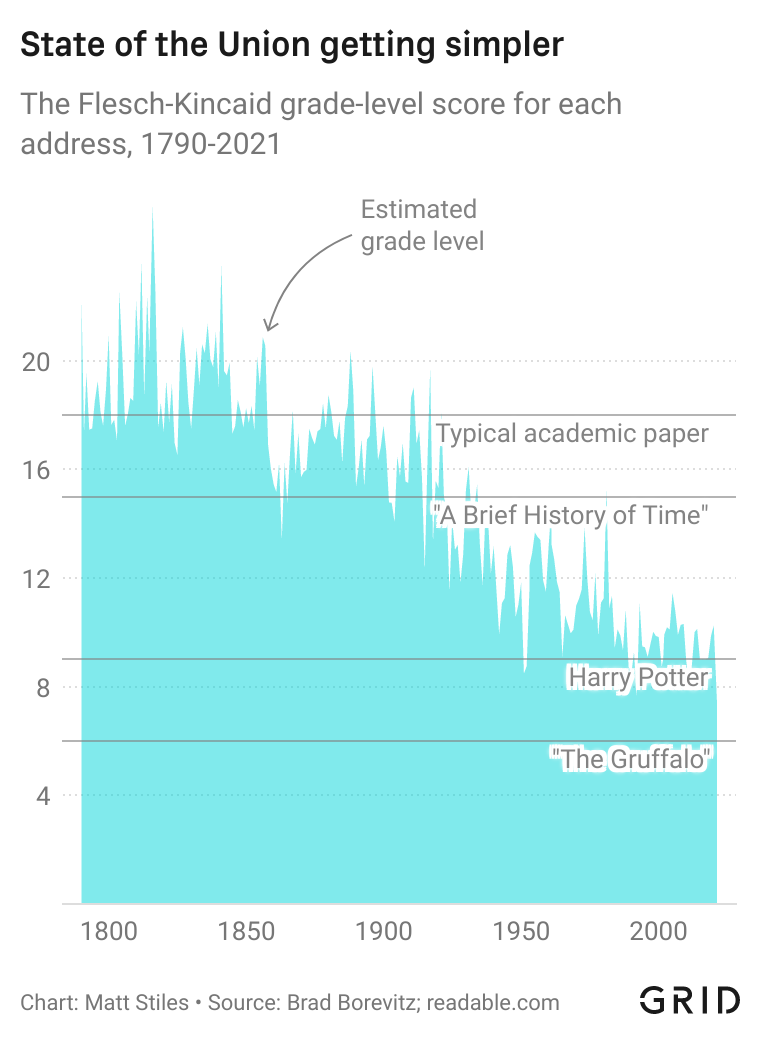 State of the Union getting simpler
The Flesch-Kincaid grade-level score for each
address, 1790-2021
Estimated
grade level
20
Typical academic paper
16
"A Brief History of Time"
12
Harry Potter
8
"The Gruffalo"
4
1800 1850 1900 1950 2000
Chart: Matt Stiles • Source: Brad Borevitz; readable.com
GRID